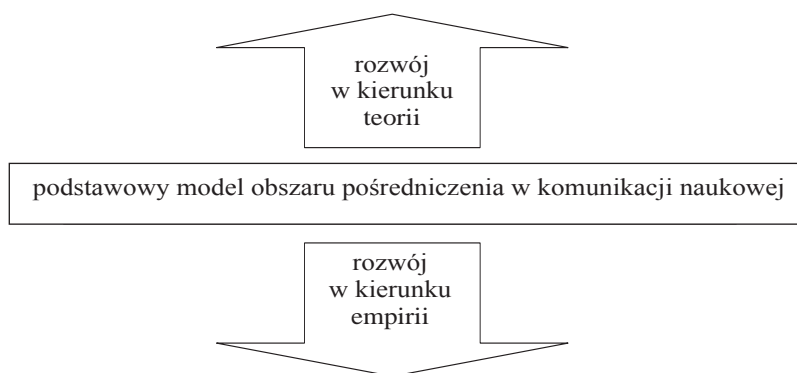 rozwój
w kierunku
teorii
podstawowy model obszaru pośredniczenia w komunikacji naukowej
rozwój
w kierunku
empirii